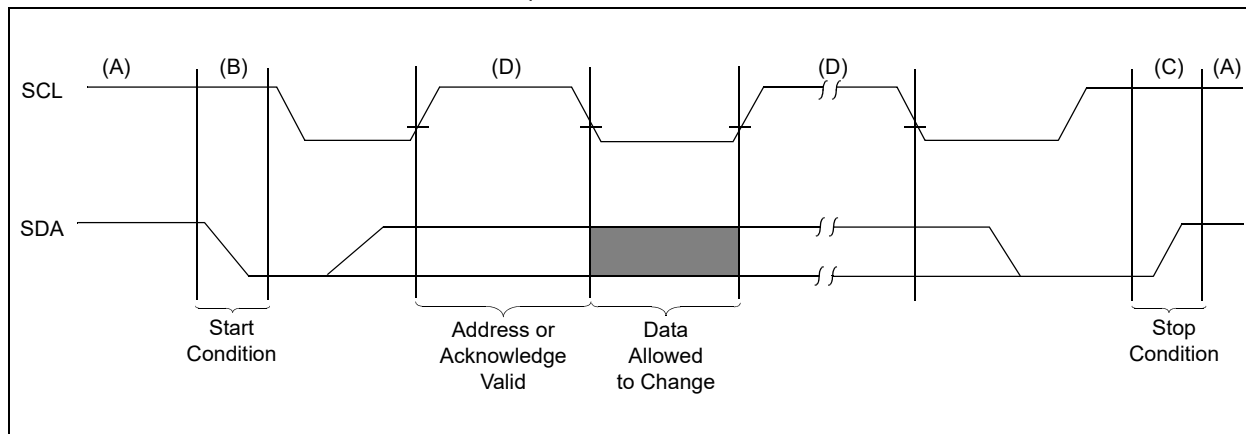 (A) (B) (D) (D) (C) (A)
SCL
SDA
Start
Condition
Address or
Acknowledge
Valid
Data
Allowed
to Change
Stop
Condition